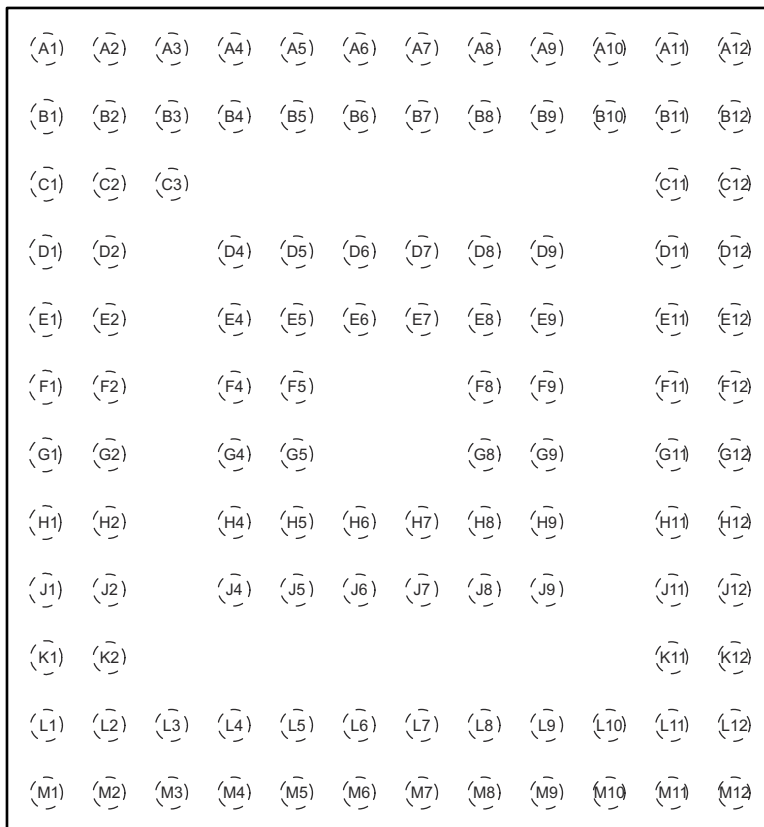 A1 A2 A3 A4 A5 A6 A7 A8 A9 A10 A11 A12
B1 B2 B3 B4 B5 B6 B7 B8 B9 B10 B11 B12
C1 C2 C3 C11 C12
D1 D2 D4 D5 D6 D7 D8 D9 D11 D12
E1 E2 E4 E5 E6 E7 E8 E9 E11 E12
F1 F2 F4 F5 F8 F9 F11 F12
G1 G2 G4 G5 G8 G9 G11 G12
H1 H2 H4 H5 H6 H7 H8 H9 H11 H12
J1 J2 J4 J5 J6 J7 J8 J9 J11 J12
K1 K2 K11 K12
L1 L2 L3 L4 L5 L6 L7 L8 L9 L10 L11 L12
M1 M2 M3 M4 M5 M6 M7 M8 M9 M10 M11 M12